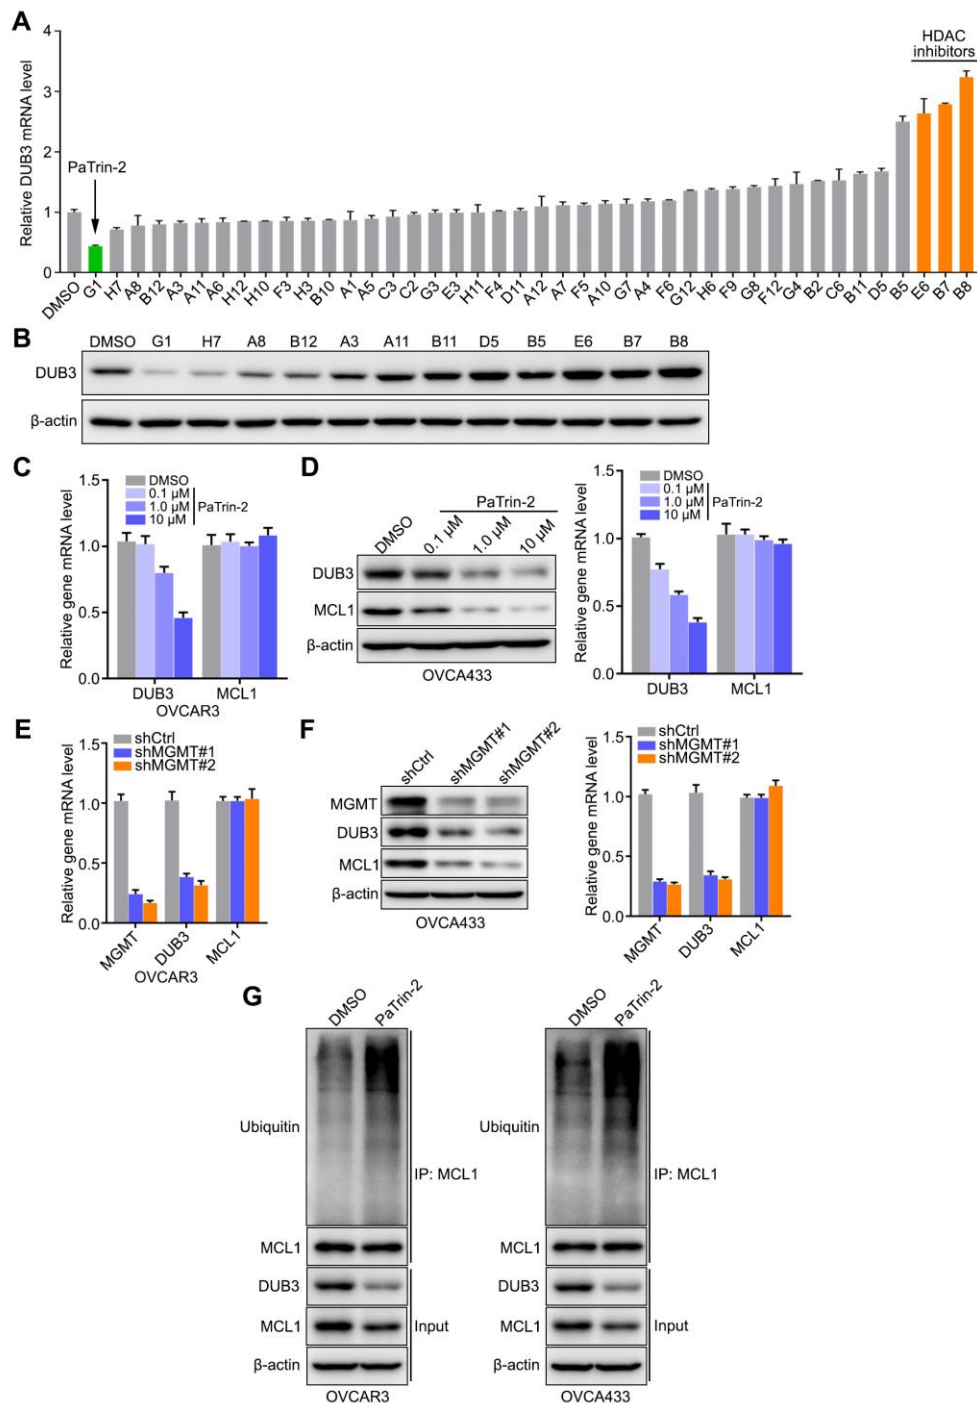 A
HDAC
inhibitors
Relative DUB3 mRNA level
4
3
2
1
0
PaTrin-2
DMSO G1 H7 A8 B12 A3 A11 A6 H12 H10 F3 H3 B10 A1 A5 C3 C2 G3 E3 H11 F4 D11 A12 A7 F5 A10 G7 A4 F6 G12 H6 F9 G8 F12 G4 B2 C6 B11 D5 B5 E6 B7 B8
B
DMSO G1 H7 A8 B12 A3 A11 B11 D5 B5 E6 B7 B8
DUB3
β-actin
C
Relative gene mRNA level
1.5
1.0
0.5
0.0
DMSO
0.1 μM
1.0 μM
10 μM
PaTrin-2
DUB3 MCL1
OVCAR3
D
PaTrin-2
DMSO 0.1 μM 1.0 μM 10 μM
DUB3
MCL1
β-actin
OVCA433
Relative gene mRNA level
1.5
1.0
0.5
0.0
DMSO
0.1 μM
1.0 μM
10 μM
PaTrin-2
DUB3 MCL1
E
Relative gene mRNA level
1.5
1.0
0.5
0.0
shCtrl
shMGMT#1
shMGMT#2
MGMT DUB3 MCL1
OVCAR3
F
shCtrl shMGMT#1 shMGMT#2
MGMT
DUB3
MCL1
β-actin
OVCA433
Relative gene mRNA level
1.5
1.0
0.5
0.0
shCtrl
shMGMT#1
shMGMT#2
MGMT DUB3 MCL1
G
DMSO PaTrin-2
Ubiquitin
IP: MCL1
MCL1
DUB3
MCL1
Input
β-actin
OVCAR3
DMSO PaTrin-2
Ubiquitin
IP: MCL1
MCL1
DUB3
MCL1
Input
β-actin
OVCA433